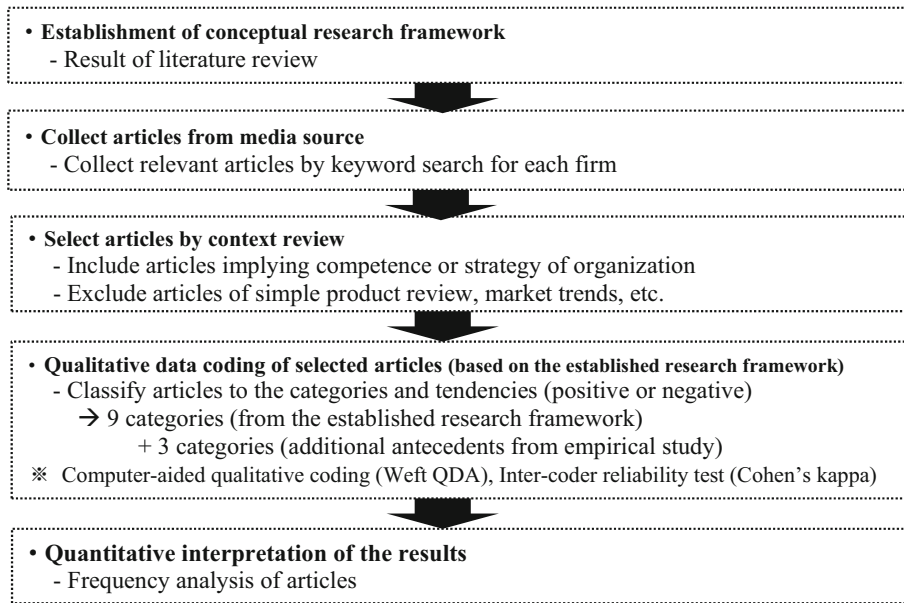 • Establishment of conceptual research framework
- Result of literature review
• Collect articles from media source
- Collect relevant articles by keyword search for each firm
• Select articles by context review
- Include articles implying competence or strategy of organization
- Exclude articles of simple product review, market trends, etc.
• Qualitative data coding of selected articles (based on the established research framework)
- Classify articles to the categories and tendencies (positive or negative)
→ 9 categories (from the established research framework)
+ 3 categories (additional antecedents from empirical study)
※ Computer-aided qualitative coding (Weft QDA), Inter-coder reliability test (Cohen's kappa)
• Quantitative interpretation of the results
- Frequency analysis of articles